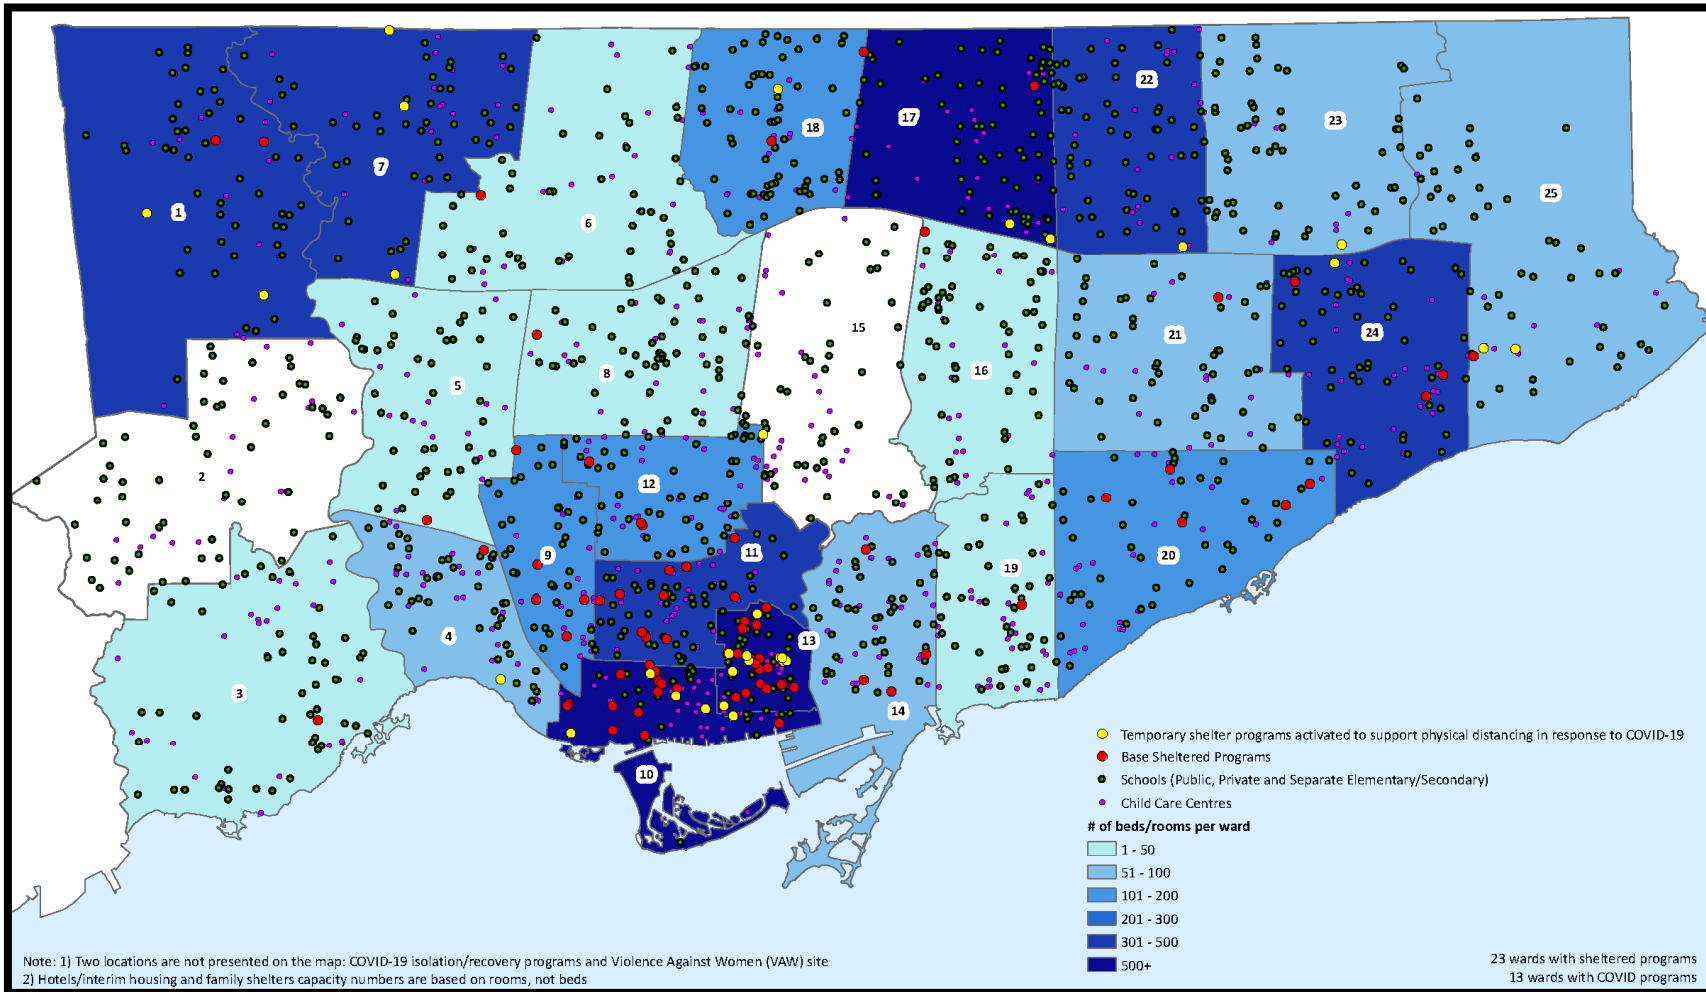 22
18
17
23
7
25
1
6
15
24
21
16
5
8
2
12
11
9
20
19
13
4
3
14
10
Temporary shelter programs activated to support physical distancing in response to COVID-19
Base Sheltered Programs
Schools (Public, Private and Separate Elementary/Secondary)
Child Care Centres
# of beds/rooms per ward
1 - 50
51 - 100
101 - 200
201 - 300
301 - 500
500+
Note: 1) Two locations are not presented on the map: COVID-19 isolation/recovery programs and Violence Against Women (VAW) site
2) Hotels/interim housing and family shelters capacity numbers are based on rooms, not beds
23 wards with sheltered programs
13 wards with COVID programs